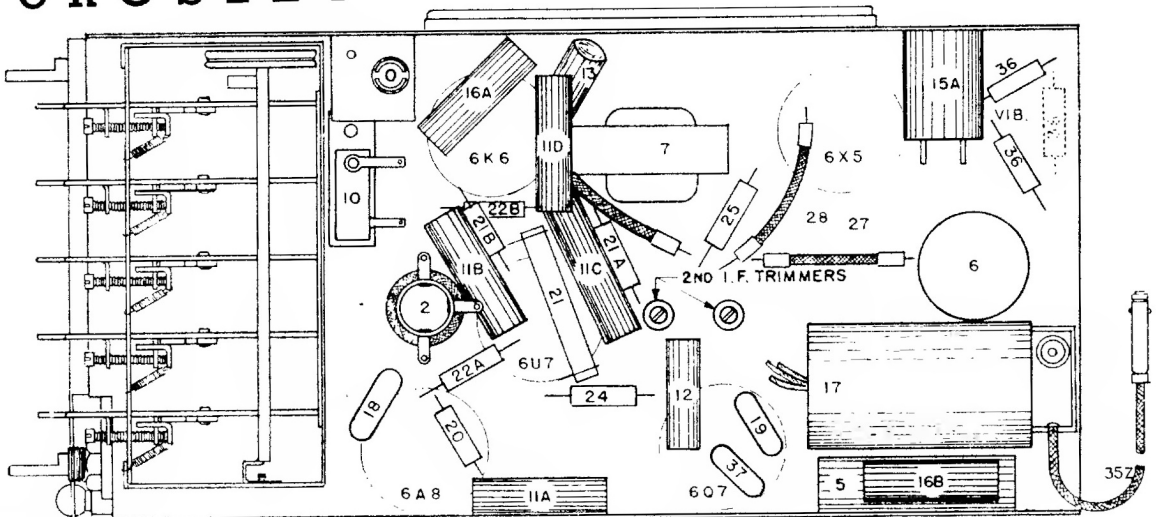 16A
13
15A
36
VIB.
36
11D
7
6K6
6X5
10
22B
21B
25
28
27
21A
11B
11C
21
6
2ND I.F. TRIMMERS
2
6U7
22A
17
24
12
18
20
19
37
35Z
6A8
11A
6Q7
5
16B